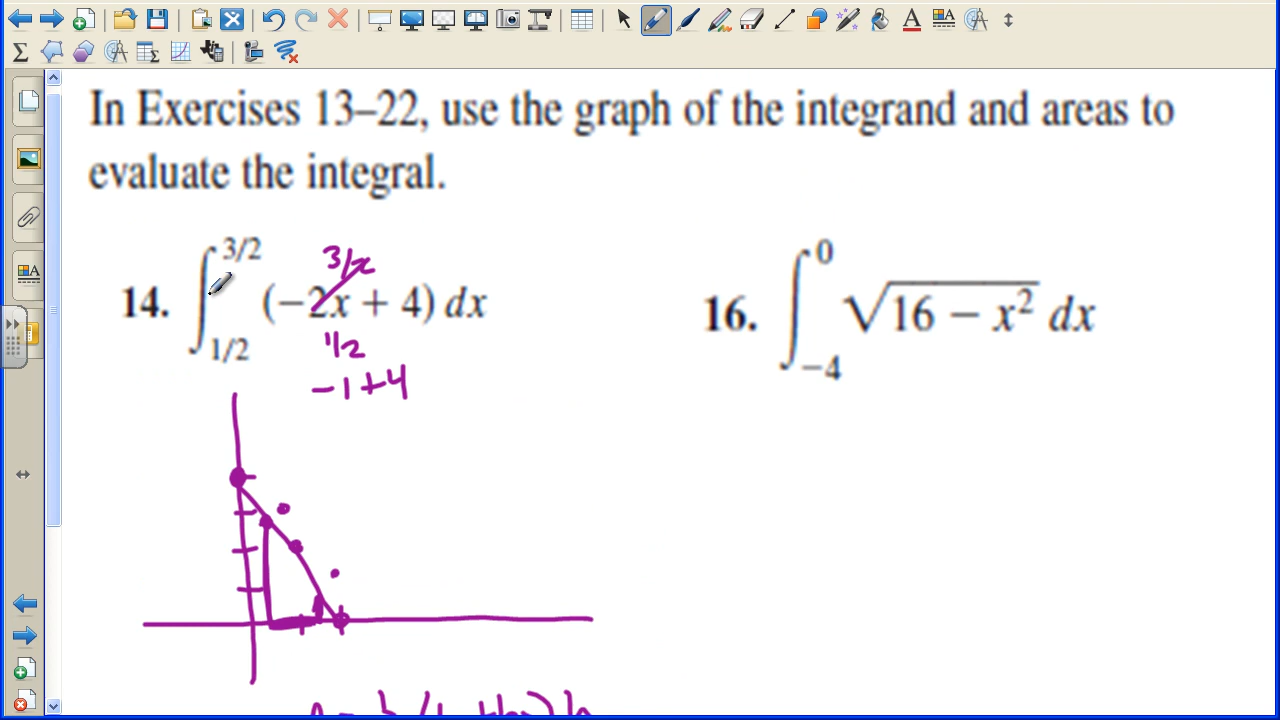 In Exercises 13–22, use the graph of the integrand and areas to
evaluate the integral.
14. ∫_{1/2}^{3/2} (−2x + 4) dx
3/2
1/2
−1+4
16. ∫_{−4}^{0} √(16 − x²) dx